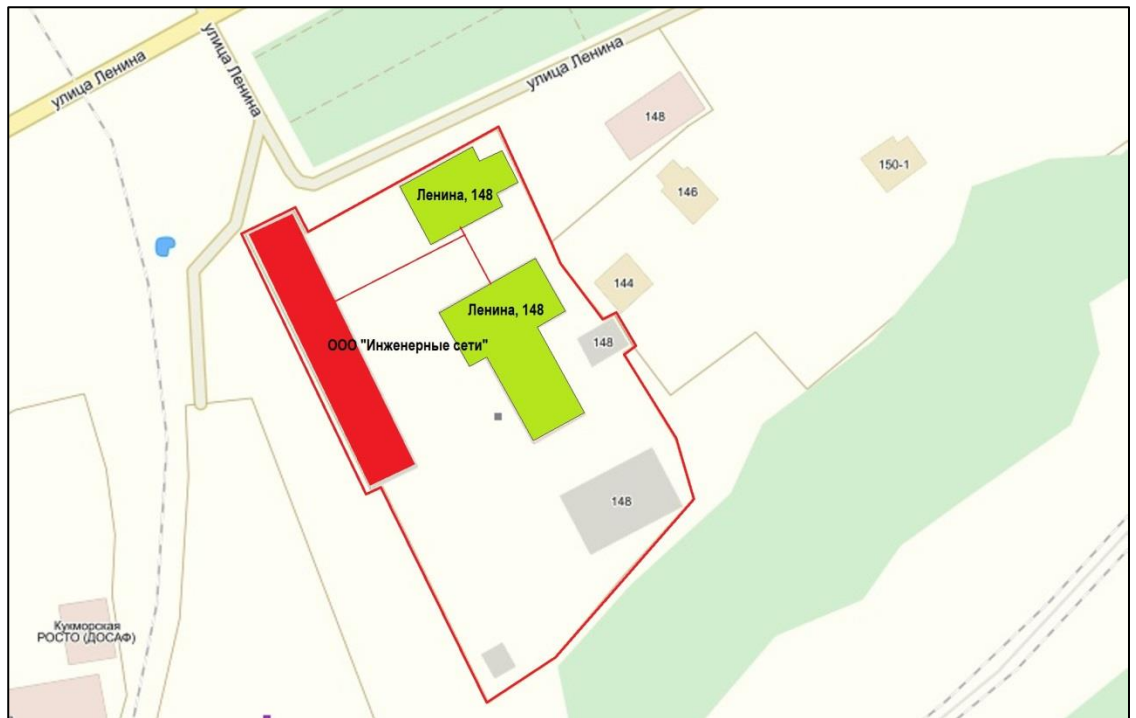 улица Ленина
улица Ленина
улица Ленина
148
150-1
146
Ленина, 148
144
Ленина, 148
148
ООО "Инженерные сети"
148
Кукморская
РОСТО (ДОСАФ)